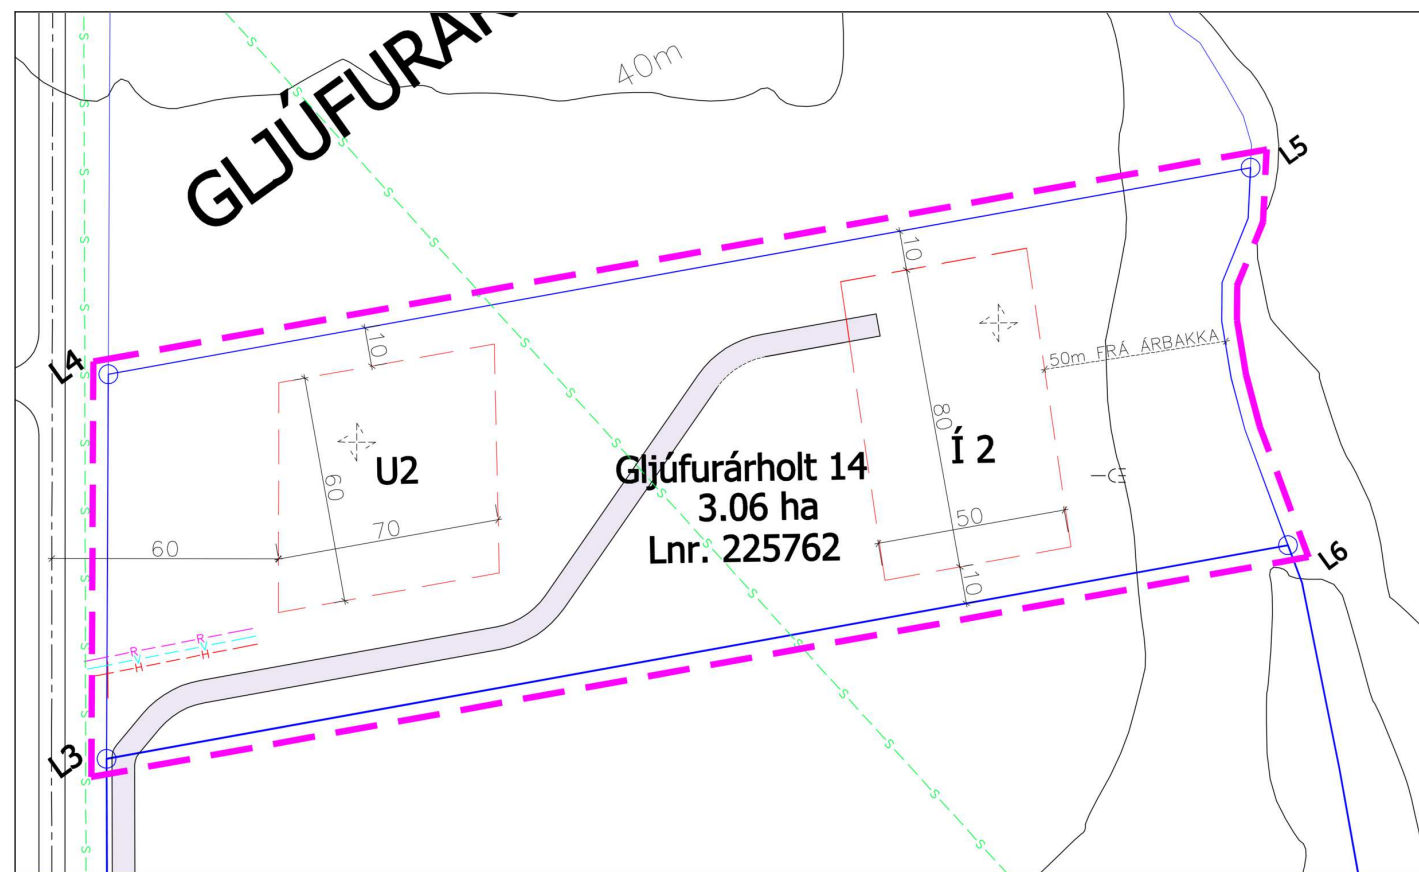 GLJÚFURÁR
40m
L5
L4
10
10
50m FRÁ ÁRBAKKA
80
U2
60
70
60
Gljúfurárholt 14
3.06 ha
Lnr. 225762
Í 2
50
10
L6
R R
V V
H H
L3
S S S S S S S S S S S